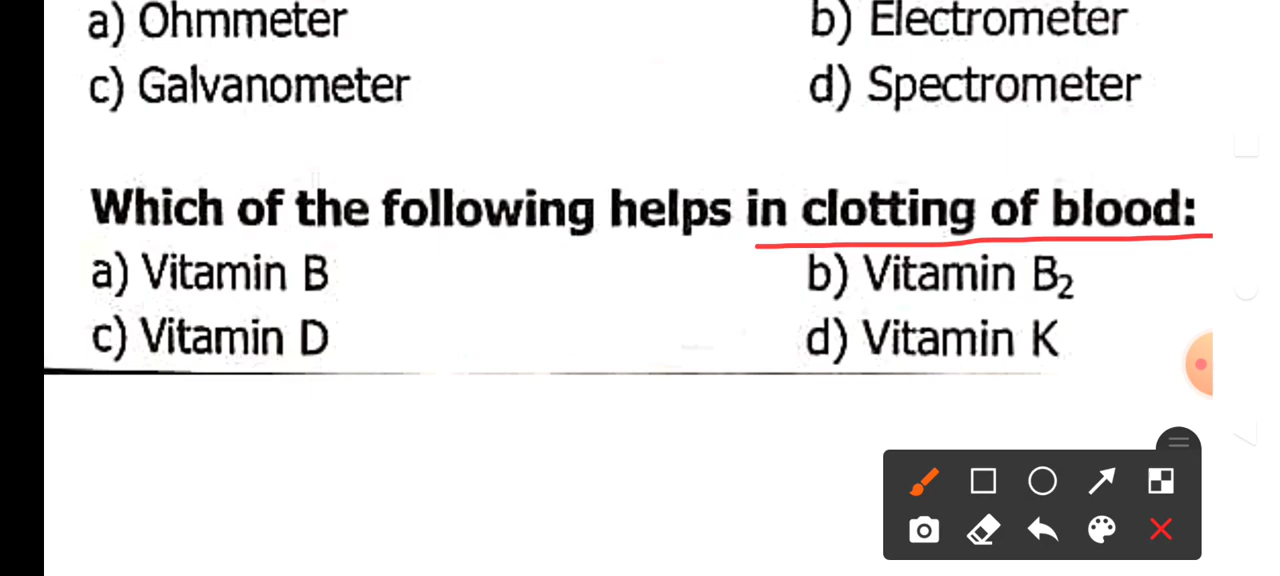 a) Ohmmeter b) Electrometer
c) Galvanometer d) Spectrometer
Which of the following helps in clotting of blood:
a) Vitamin B b) Vitamin B₂
c) Vitamin D d) Vitamin K